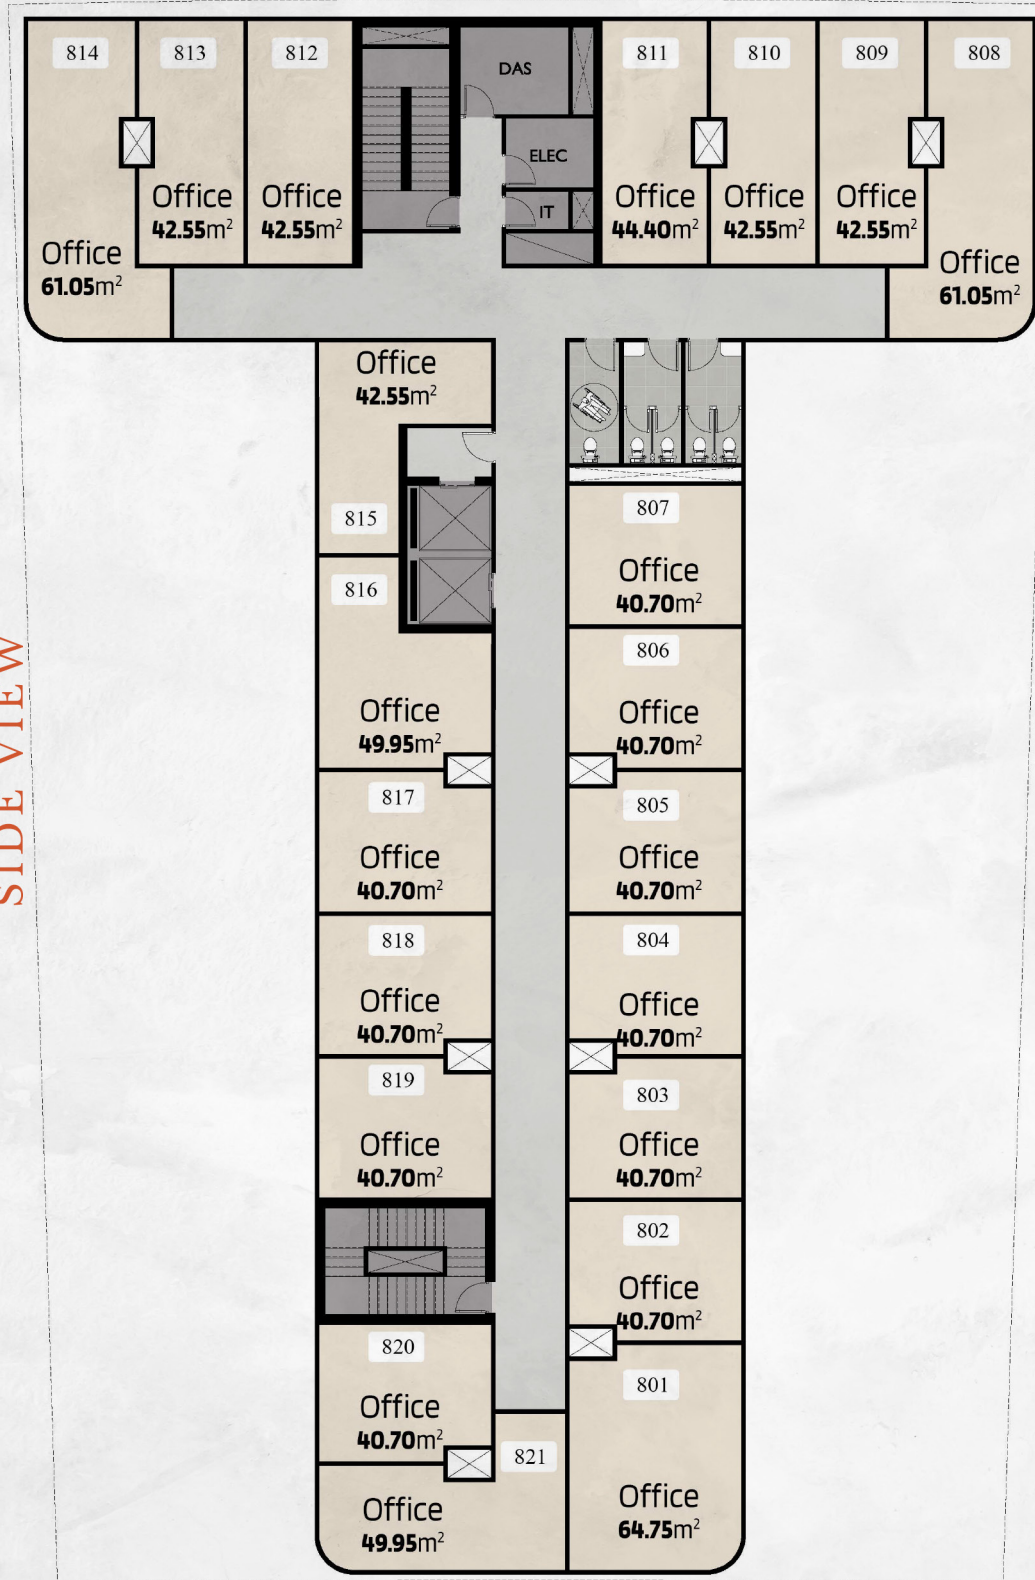 814
813
812
DAS
811
810
809
808
ELEC
IT
Office
42.55m²
Office
42.55m²
Office
44.40m²
Office
42.55m²
Office
42.55m²
Office
61.05m²
Office
61.05m²
Office
42.55m²
815
807
Office
40.70m²
816
Office
49.95m²
806
Office
40.70m²
SIDE VIEW
817
Office
40.70m²
805
Office
40.70m²
818
Office
40.70m²
804
Office
40.70m²
819
Office
40.70m²
803
Office
40.70m²
802
Office
40.70m²
820
Office
40.70m²
801
Office
64.75m²
821
Office
49.95m²